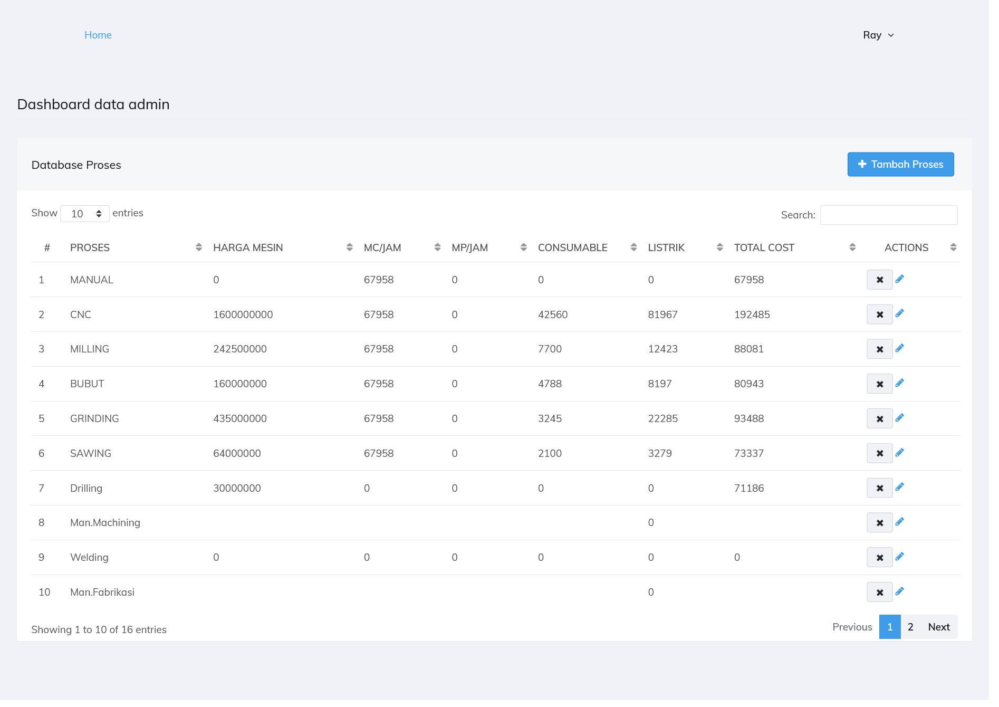 Home
Ray
Dashboard data admin
Database Proses
Tambah Proses
Show 10 entries
Search:
# PROSES HARGA MESIN MC/JAM MP/JAM CONSUMABLE LISTRIK TOTAL COST ACTIONS
1 MANUAL 0 67958 0 0 0 67958
2 CNC 1600000000 67958 0 42560 81967 192485
3 MILLING 242500000 67958 0 7700 12423 88081
4 BUBUT 160000000 67958 0 4788 8197 80943
5 GRINDING 435000000 67958 0 3245 22285 93488
6 SAWING 64000000 67958 0 2100 3279 73337
7 Drilling 30000000 0 0 0 0 71186
8 Man.Machining 0
9 Welding 0 0 0 0 0 0
10 Man.Fabrikasi 0
Showing 1 to 10 of 16 entries
Previous 1 2 Next